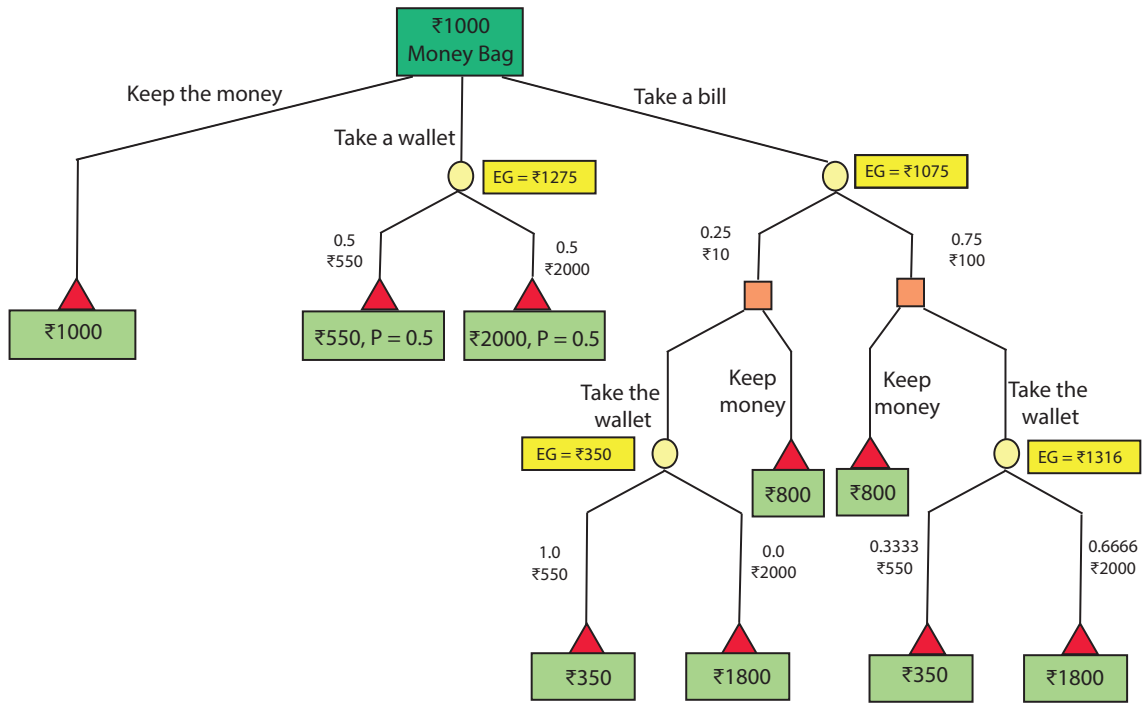 ₹1000
Money Bag
Keep the money
Take a wallet
Take a bill
EG = ₹1275
EG = ₹1075
0.5
₹550
0.5
₹2000
0.25
₹10
0.75
₹100
₹1000
₹550, P = 0.5
₹2000, P = 0.5
Take the
wallet
Keep
money
Keep
money
Take the
wallet
EG = ₹350
EG = ₹1316
₹800
₹800
1.0
₹550
0.0
₹2000
0.3333
₹550
0.6666
₹2000
₹350
₹1800
₹350
₹1800